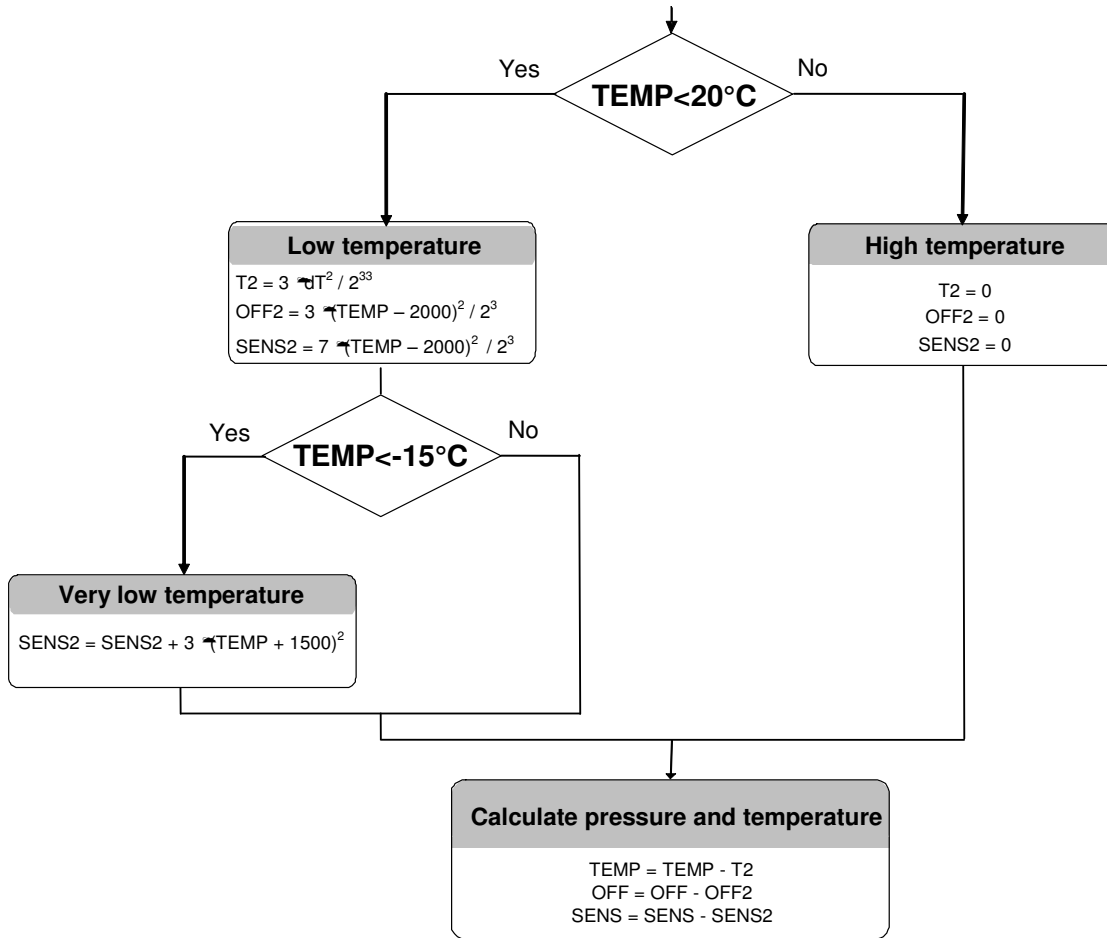 Yes
No
TEMP<20°C
Low temperature
T2 = 3 dT² / 2³³
OFF2 = 3 (TEMP – 2000)² / 2³
SENS2 = 7 (TEMP – 2000)² / 2³
High temperature
T2 = 0
OFF2 = 0
SENS2 = 0
Yes
No
TEMP<-15°C
Very low temperature
SENS2 = SENS2 + 3 (TEMP + 1500)²
Calculate pressure and temperature
TEMP = TEMP - T2
OFF = OFF - OFF2
SENS = SENS - SENS2